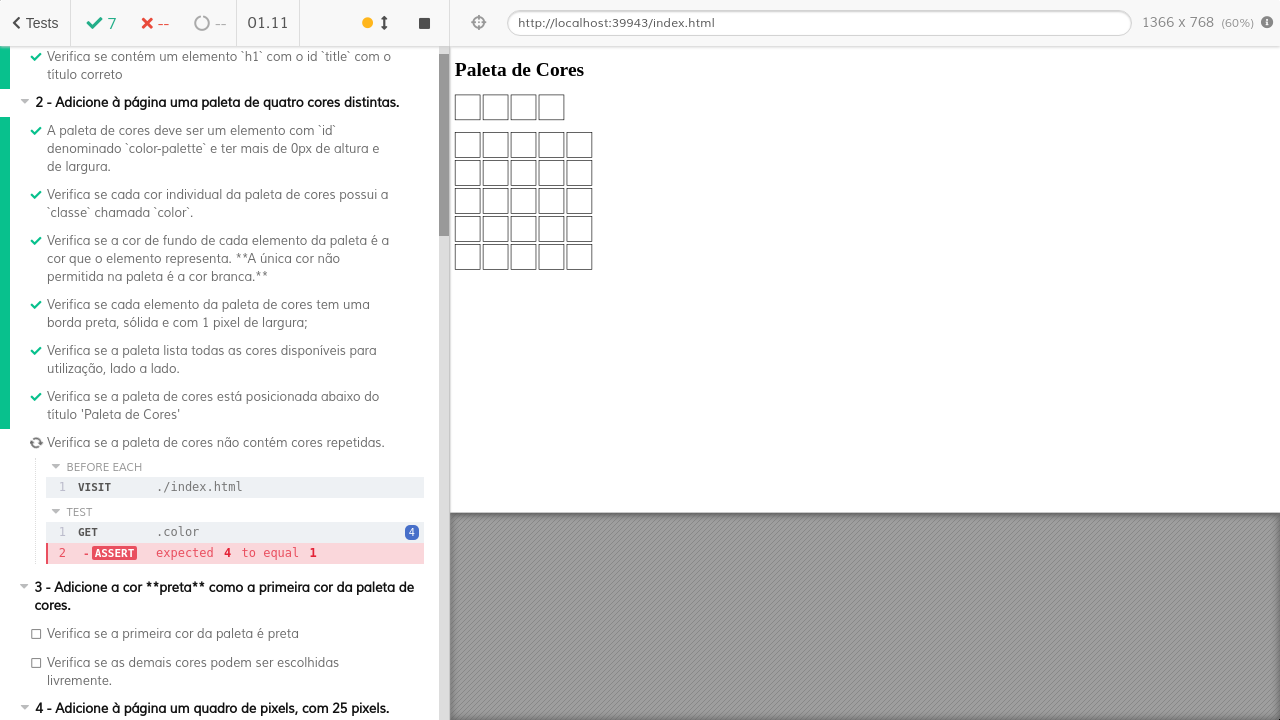 Tests
7
--
--
01.11
http://localhost:39943/index.html
1366 x 768 (60%)
Verifica se contém um elemento `h1` com o id `title` com o
título correto
2 - Adicione à página uma paleta de quatro cores distintas.
A paleta de cores deve ser um elemento com `id`
denominado `color-palette` e ter mais de 0px de altura e
de largura.
Verifica se cada cor individual da paleta de cores possui a
`classe` chamada `color`.
Verifica se a cor de fundo de cada elemento da paleta é a
cor que o elemento representa. **A única cor não
permitida na paleta é a cor branca.**
Verifica se cada elemento da paleta de cores tem uma
borda preta, sólida e com 1 pixel de largura;
Verifica se a paleta lista todas as cores disponíveis para
utilização, lado a lado.
Verifica se a paleta de cores está posicionada abaixo do
título 'Paleta de Cores'
Verifica se a paleta de cores não contém cores repetidas.
BEFORE EACH
1 VISIT ./index.html
TEST
1 GET .color 4
2 -ASSERT expected 4 to equal 1
3 - Adicione a cor **preta** como a primeira cor da paleta de
cores.
Verifica se a primeira cor da paleta é preta
Verifica se as demais cores podem ser escolhidas
livremente.
4 - Adicione à página um quadro de pixels, com 25 pixels.
Paleta de Cores